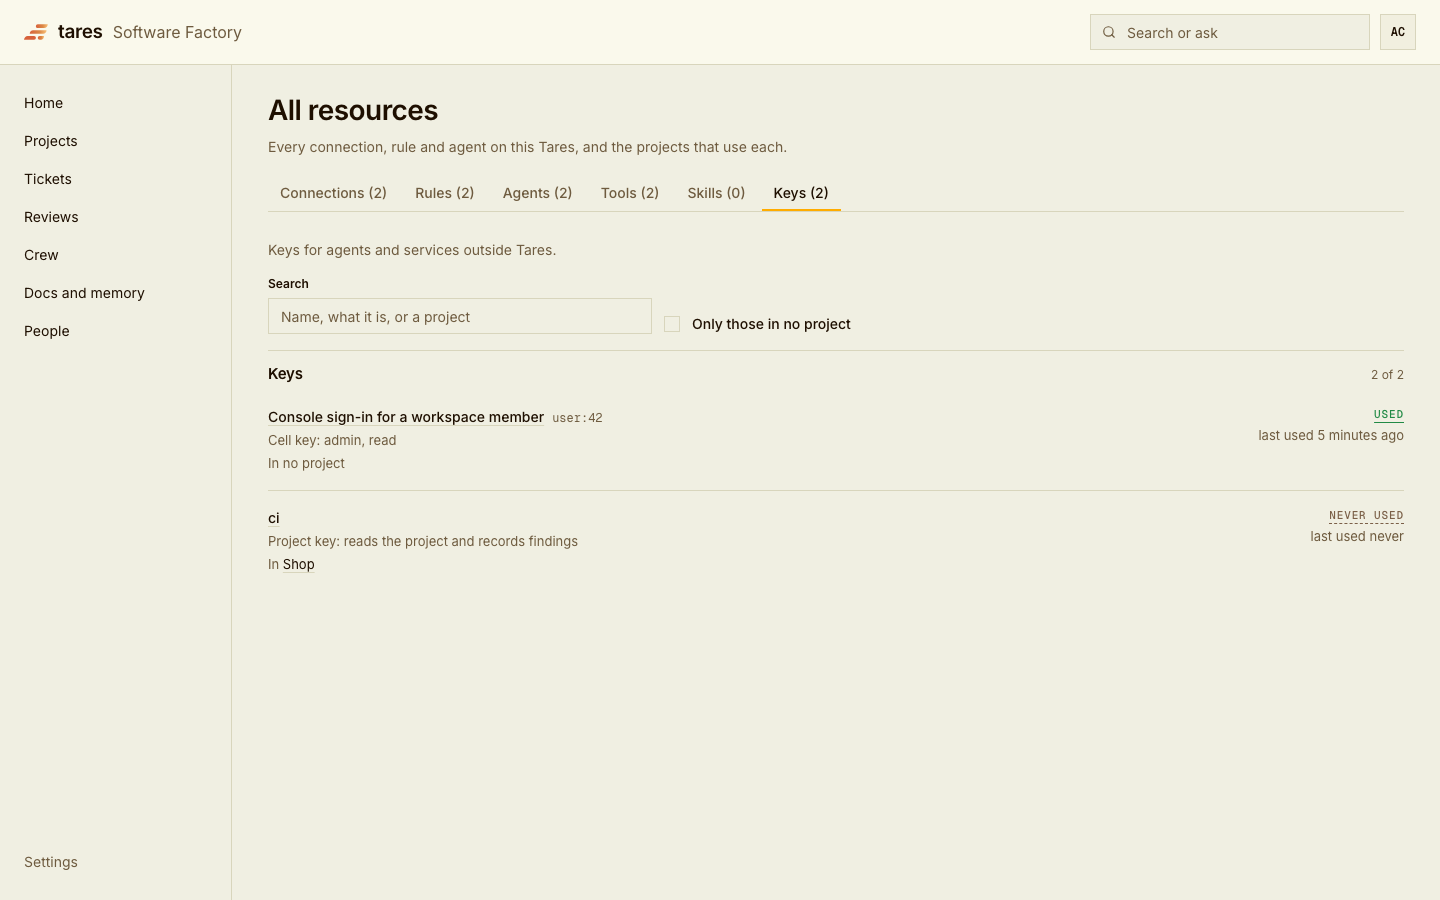 tares Software Factory
Search or ask
AC
Home
Projects
Tickets
Reviews
Crew
Docs and memory
People
Settings
All resources
Every connection, rule and agent on this Tares, and the projects that use each.
Connections (2) Rules (2) Agents (2) Tools (2) Skills (0) Keys (2)
Keys for agents and services outside Tares.
Search
Name, what it is, or a project
Only those in no project
Keys
2 of 2
Console sign-in for a workspace member user:42
USED
Cell key: admin, read
last used 5 minutes ago
In no project
ci
NEVER USED
Project key: reads the project and records findings
last used never
In Shop